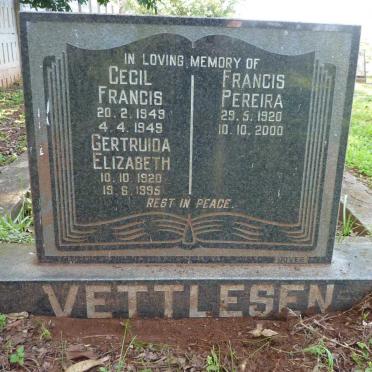 IN LOVING MEMORY OF
CECIL
FRANCIS
20. 2. 1949
4. 4. 1949
GERTRUIDA
ELIZABETH
10. 10. 1920
19. 6. 1995
FRANCIS
PEREIRA
29. 5. 1920
10. 10. 2000
REST IN PEACE.
VETTLESEN